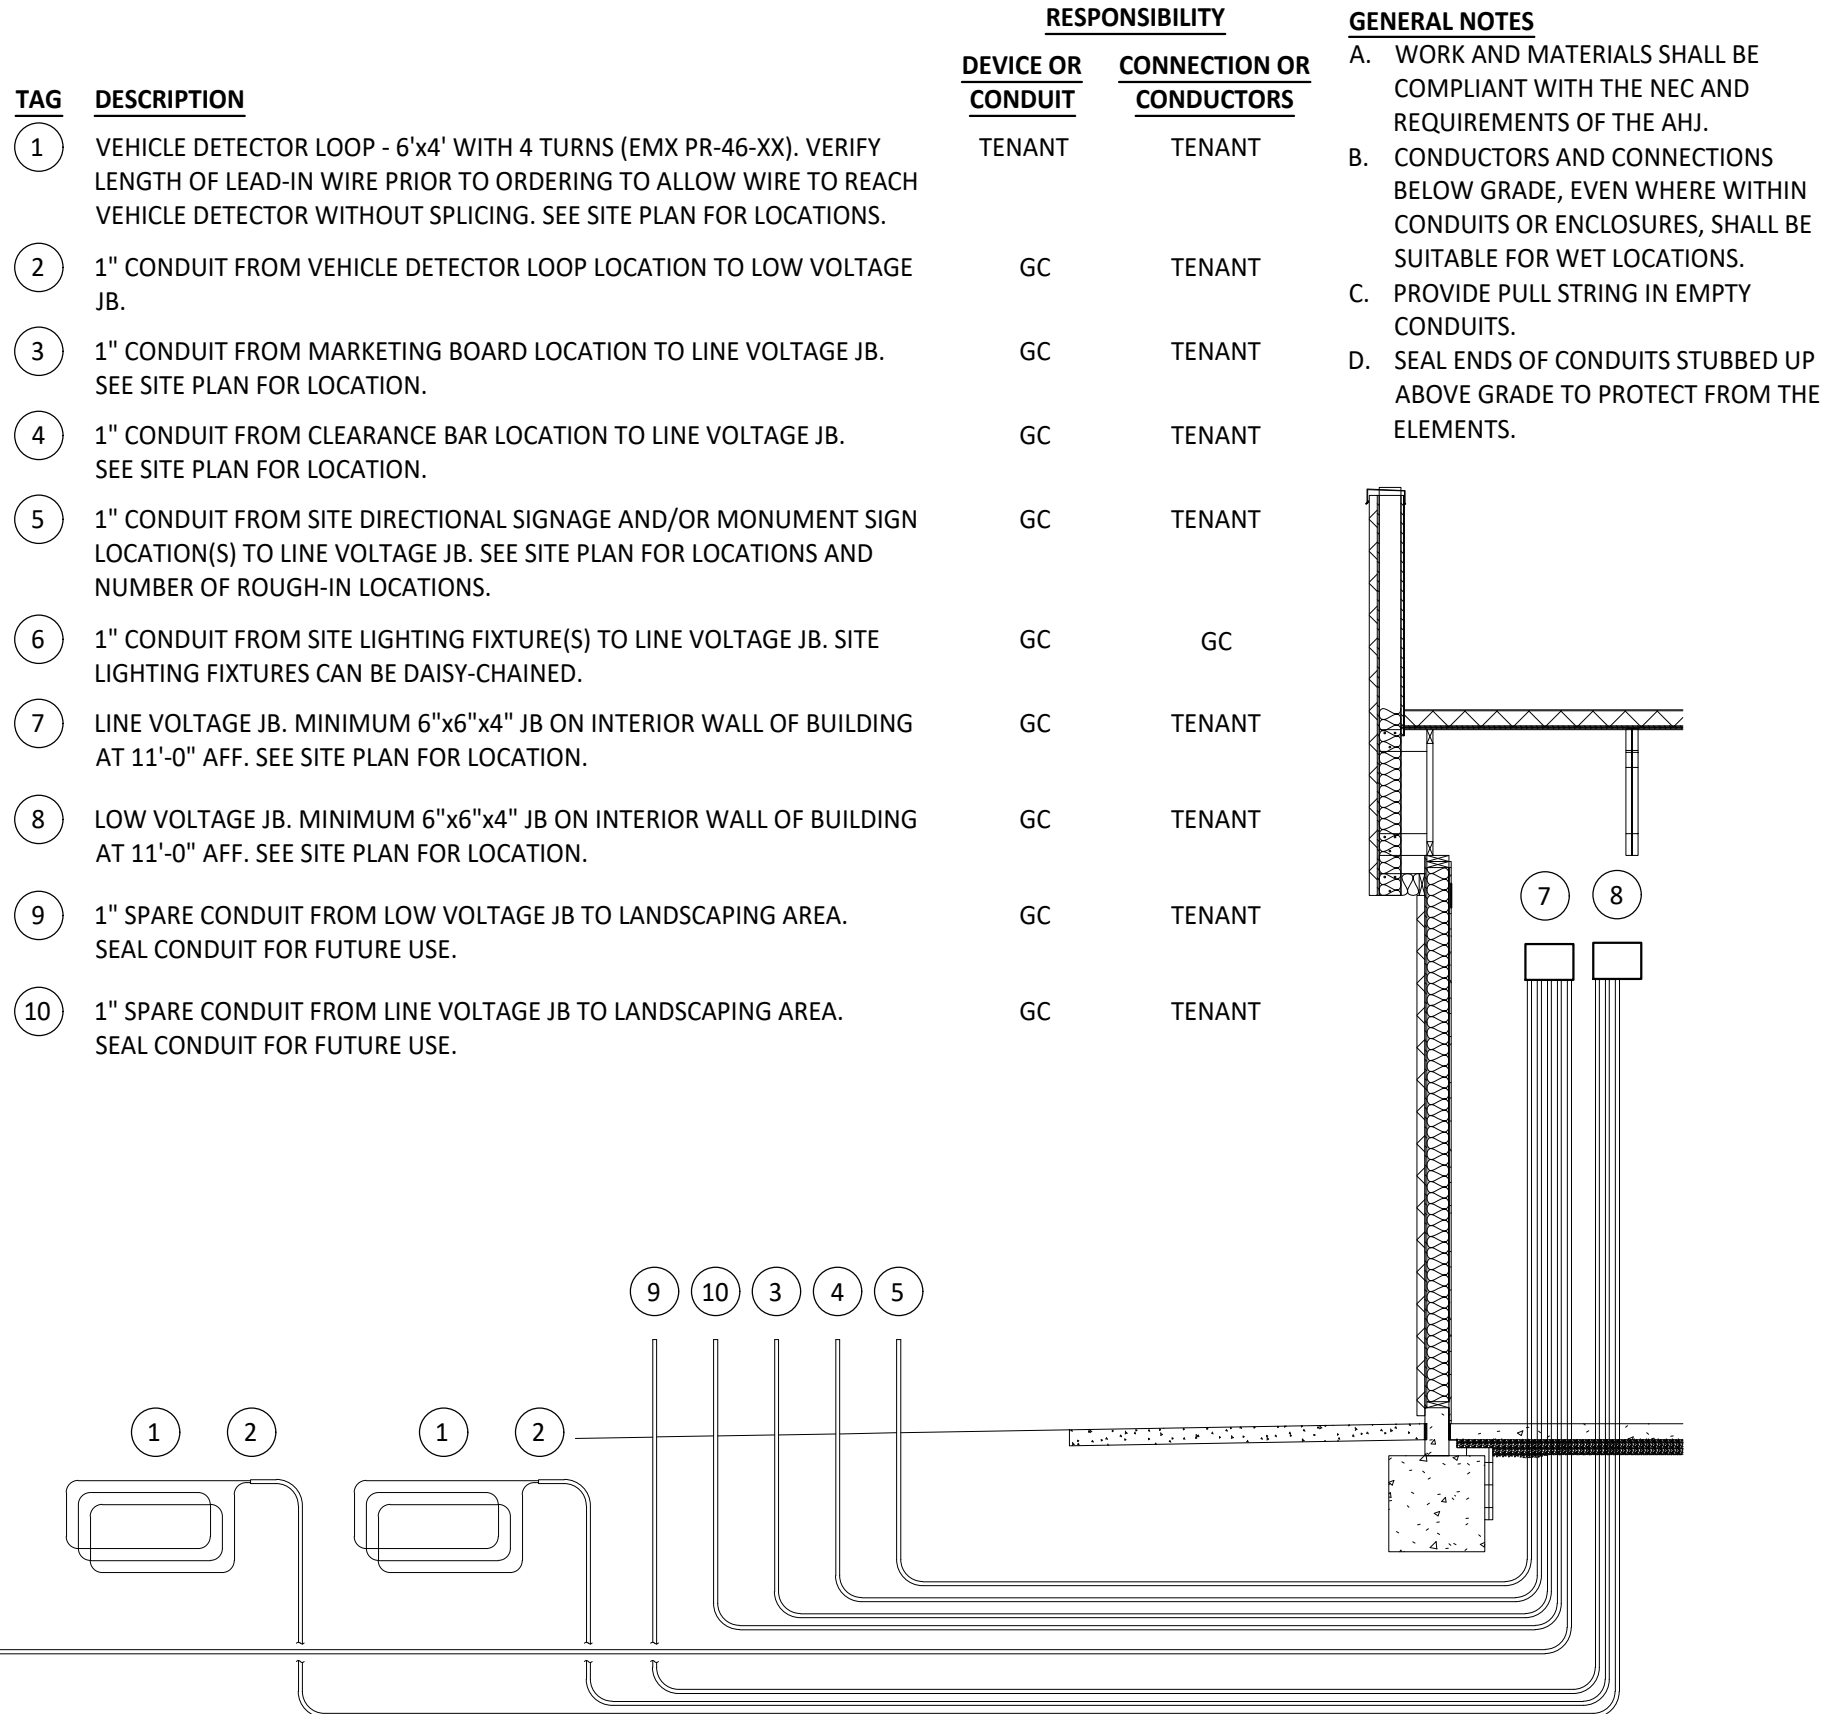 RESPONSIBILITY
TAG DESCRIPTION DEVICE OR CONDUIT CONNECTION OR CONDUCTORS
1 VEHICLE DETECTOR LOOP - 6'x4' WITH 4 TURNS (EMX PR-46-XX). VERIFY TENANT TENANT
LENGTH OF LEAD-IN WIRE PRIOR TO ORDERING TO ALLOW WIRE TO REACH
VEHICLE DETECTOR WITHOUT SPLICING. SEE SITE PLAN FOR LOCATIONS.
2 1" CONDUIT FROM VEHICLE DETECTOR LOOP LOCATION TO LOW VOLTAGE GC TENANT
JB.
3 1" CONDUIT FROM MARKETING BOARD LOCATION TO LINE VOLTAGE JB. GC TENANT
SEE SITE PLAN FOR LOCATION.
4 1" CONDUIT FROM CLEARANCE BAR LOCATION TO LINE VOLTAGE JB. GC TENANT
SEE SITE PLAN FOR LOCATION.
5 1" CONDUIT FROM SITE DIRECTIONAL SIGNAGE AND/OR MONUMENT SIGN GC TENANT
LOCATION(S) TO LINE VOLTAGE JB. SEE SITE PLAN FOR LOCATIONS AND
NUMBER OF ROUGH-IN LOCATIONS.
6 1" CONDUIT FROM SITE LIGHTING FIXTURE(S) TO LINE VOLTAGE JB. SITE GC GC
LIGHTING FIXTURES CAN BE DAISY-CHAINED.
7 LINE VOLTAGE JB. MINIMUM 6"x6"x4" JB ON INTERIOR WALL OF BUILDING GC TENANT
AT 11'-0" AFF. SEE SITE PLAN FOR LOCATION.
8 LOW VOLTAGE JB. MINIMUM 6"x6"x4" JB ON INTERIOR WALL OF BUILDING GC TENANT
AT 11'-0" AFF. SEE SITE PLAN FOR LOCATION.
9 1" SPARE CONDUIT FROM LOW VOLTAGE JB TO LANDSCAPING AREA. GC TENANT
SEAL CONDUIT FOR FUTURE USE.
10 1" SPARE CONDUIT FROM LINE VOLTAGE JB TO LANDSCAPING AREA. GC TENANT
SEAL CONDUIT FOR FUTURE USE.
GENERAL NOTES
A. WORK AND MATERIALS SHALL BE
COMPLIANT WITH THE NEC AND
REQUIREMENTS OF THE AHJ.
B. CONDUCTORS AND CONNECTIONS
BELOW GRADE, EVEN WHERE WITHIN
CONDUITS OR ENCLOSURES, SHALL BE
SUITABLE FOR WET LOCATIONS.
C. PROVIDE PULL STRING IN EMPTY
CONDUITS.
D. SEAL ENDS OF CONDUITS STUBBED UP
ABOVE GRADE TO PROTECT FROM THE
ELEMENTS.
7 8
9 10 3 4 5
1 2 1 2